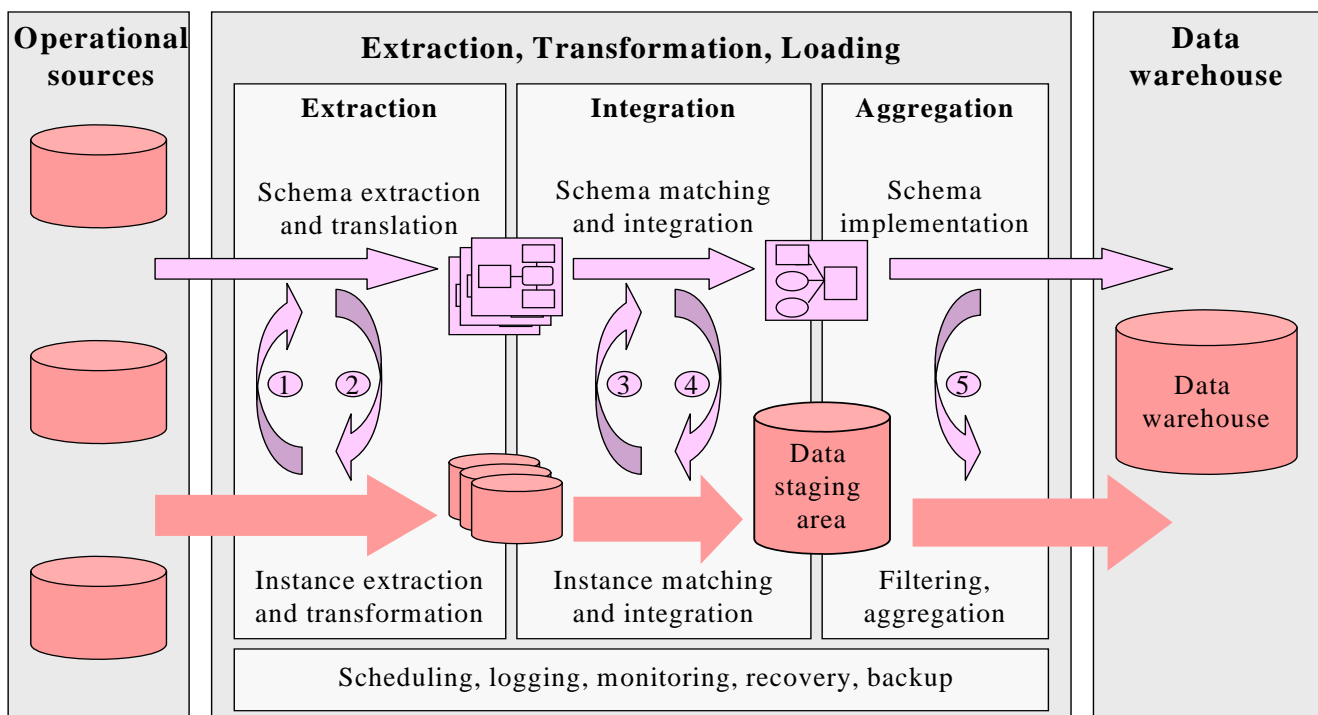 Operational
sources
Extraction, Transformation, Loading
Data
warehouse
Extraction
Integration
Aggregation
Schema extraction
and translation
Schema matching
and integration
Schema
implementation
1
2
3
4
5
Data
warehouse
Data
staging
area
Instance extraction
and transformation
Instance matching
and integration
Filtering,
aggregation
Scheduling, logging, monitoring, recovery, backup